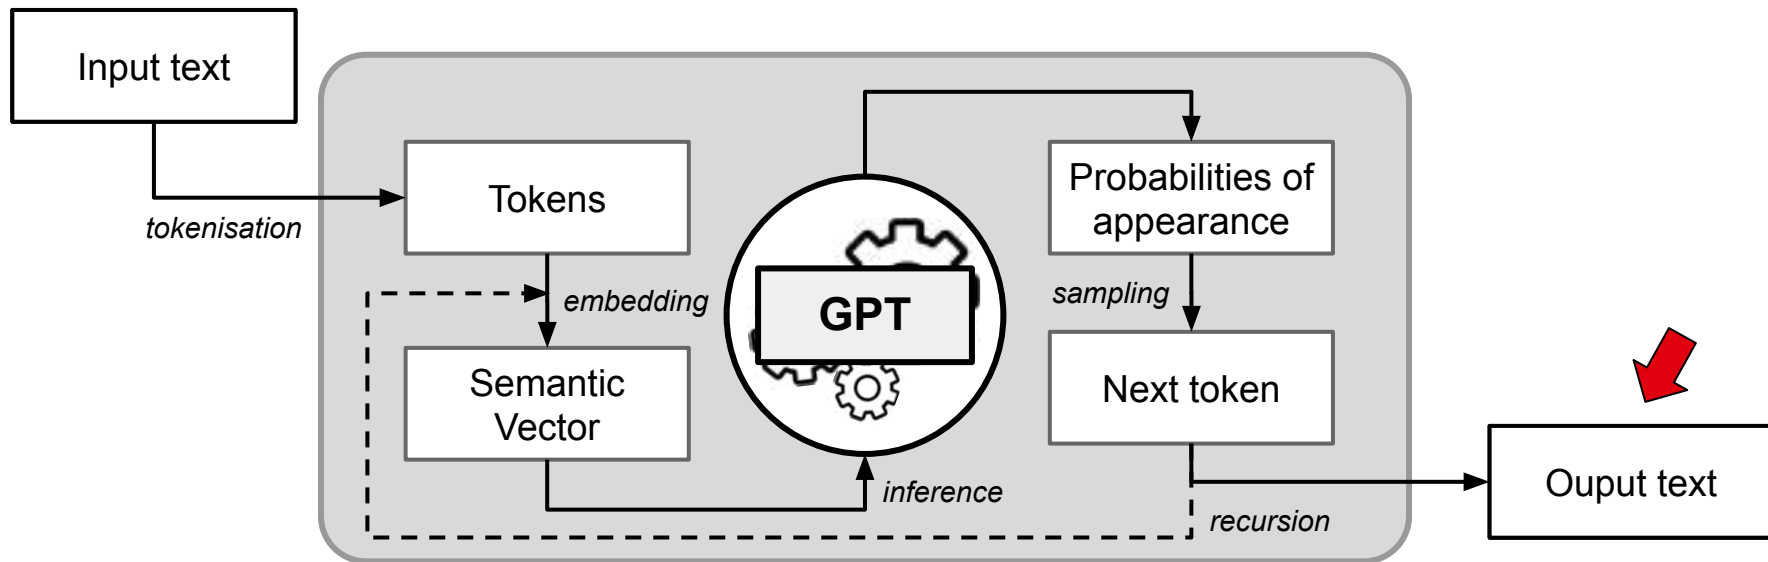 Input text
tokenisation
Tokens
embedding
Semantic
Vector
inference
GPT
Probabilities of
appearance
sampling
Next token
recursion
Ouput text